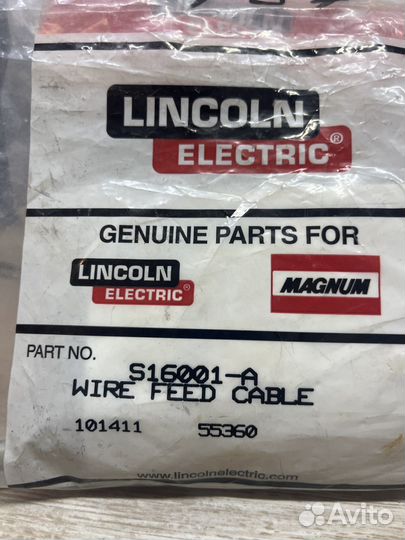 LINCOLN
ELECTRIC®
GENUINE PARTS FOR
LINCOLN
ELECTRIC®
MAGNUM
PART NO.
S16001-A
WIRE FEED CABLE
101411 55360
www.lincolnelectric.com
Avito